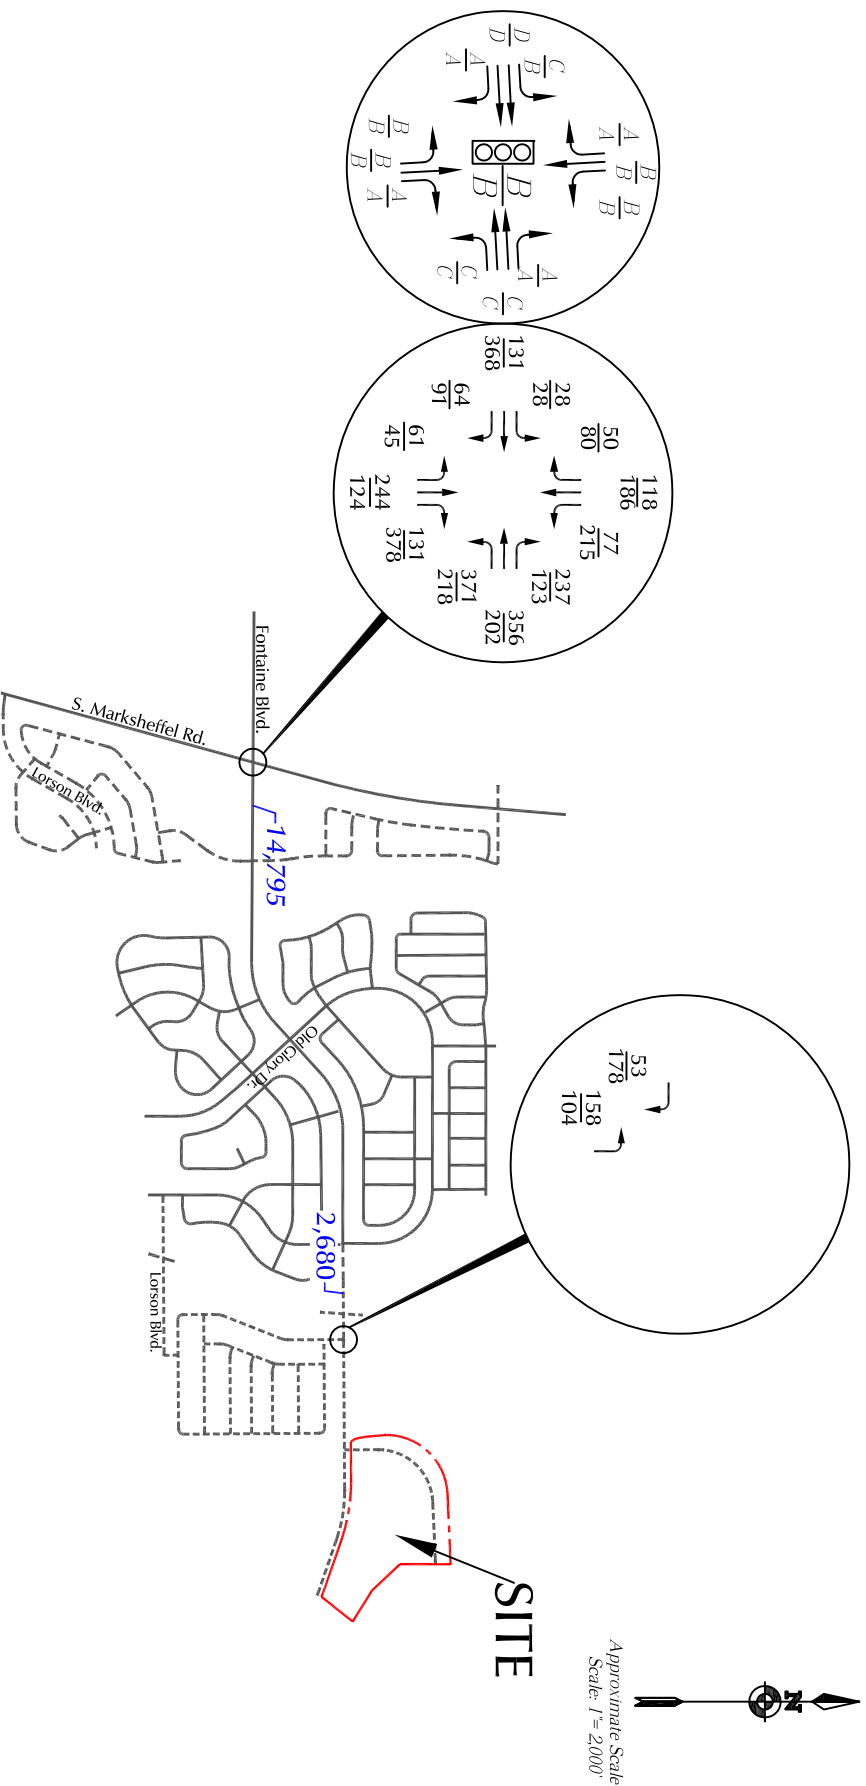 D
D
C
B
A
A
A
A
B
B
B
B
B
B
B
B
B
B
A
A
A
A
C
C
C
C
131
368
28
28
64
91
50
80
118
186
77
215
61
45
244
124
131
378
237
123
356
202
371
218
Fontaine Blvd.
S. Marksheffel Rd.
Lorson Blvd.
14,795
Old Glory Dr.
53
178
158
104
2,680
Lorson Blvd.
SITE
N
Approximate Scale
Scale: 1"= 2,000'